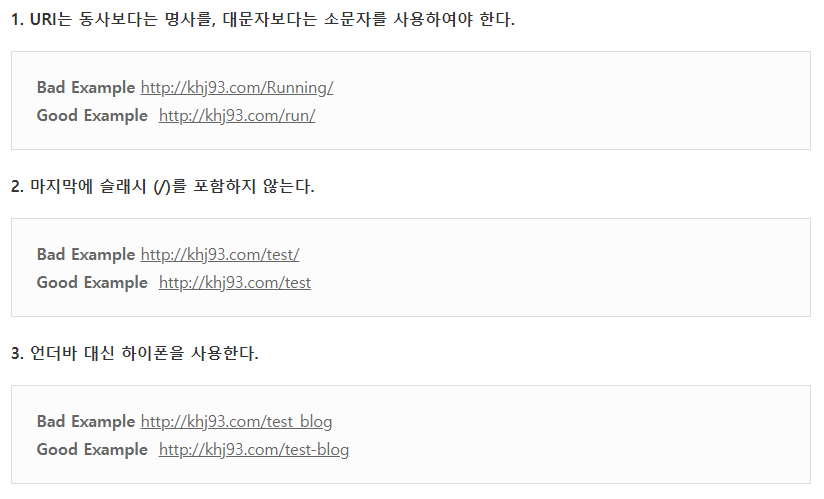 1. URI는 동사보다는 명사를, 대문자보다는 소문자를 사용하여야 한다.
Bad Example http://khj93.com/Running/
Good Example http://khj93.com/run/
2. 마지막에 슬래시 (/)를 포함하지 않는다.
Bad Example http://khj93.com/test/
Good Example http://khj93.com/test
3. 언더바 대신 하이폰을 사용한다.
Bad Example http://khj93.com/test_blog
Good Example http://khj93.com/test-blog